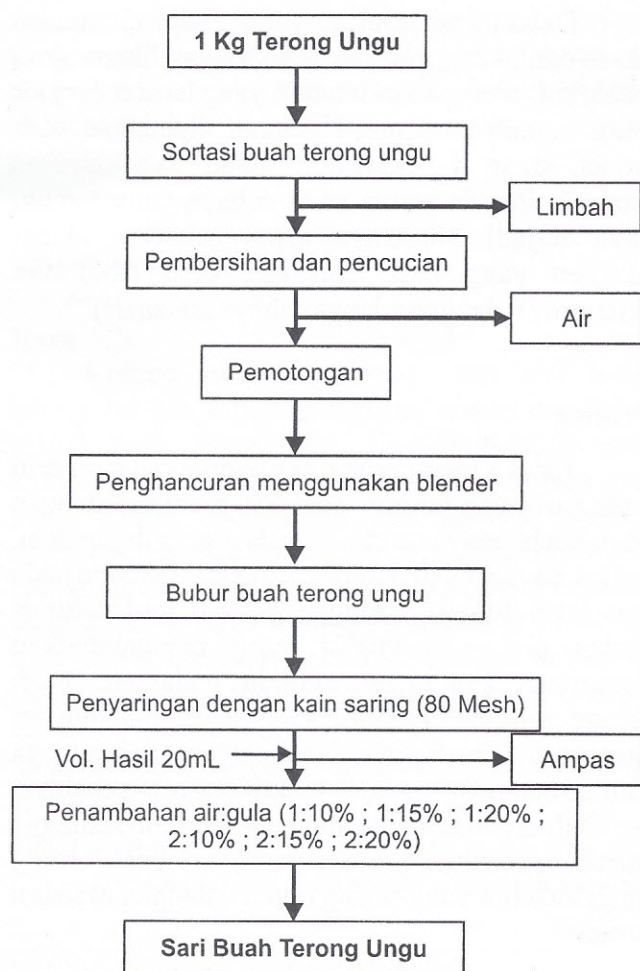 1 Kg Terong Ungu
Sortasi buah terong ungu
Limbah
Pembersihan dan pencucian
Air
Pemotongan
Penghancuran menggunakan blender
Bubur buah terong ungu
Penyaringan dengan kain saring (80 Mesh)
Vol. Hasil 20mL
Ampas
Penambahan air:gula (1:10% ; 1:15% ; 1:20% ;
2:10% ; 2:15% ; 2:20%)
Sari Buah Terong Ungu